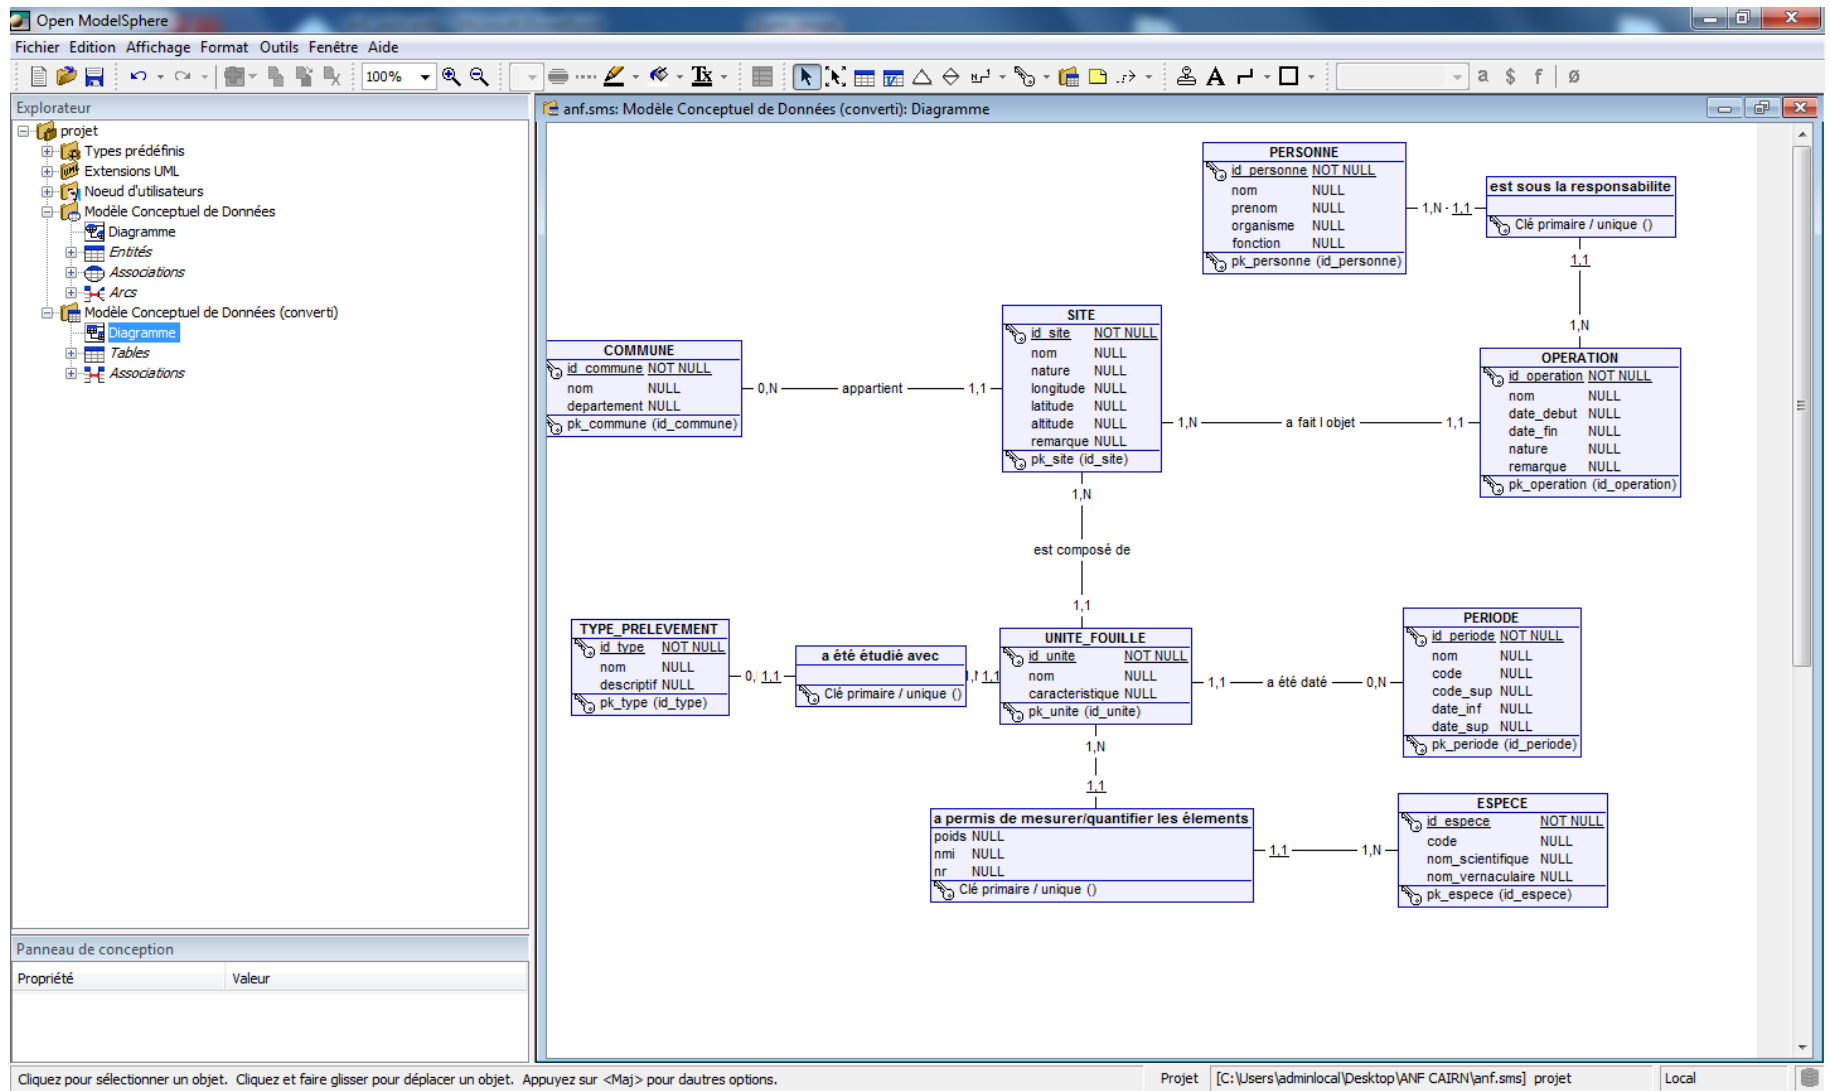 Open ModelSphere
Fichier Edition Affichage Format Outils Fenêtre Aide
100%
a $ f ø
Explorateur
projet
Types prédéfinis
Extensions UML
Noeud d'utilisateurs
Modèle Conceptuel de Données
Diagramme
Entités
Associations
Arcs
Modèle Conceptuel de Données (converti)
Diagramme
Tables
Associations
Panneau de conception
Propriété Valeur
anf.sms: Modèle Conceptuel de Données (converti): Diagramme
PERSONNE
id_personne NOT NULL
nom NULL
prenom NULL
organisme NULL
fonction NULL
pk_personne (id_personne)
1,N 1,1
est sous la responsabilite
Clé primaire / unique ()
1,1
1,N
SITE
id_site NOT NULL
nom NULL
nature NULL
longitude NULL
latitude NULL
altitude NULL
remarque NULL
pk_site (id_site)
COMMUNE
id_commune NOT NULL
nom NULL
departement NULL
pk_commune (id_commune)
0,N appartient 1,1
OPERATION
id_operation NOT NULL
nom NULL
date_debut NULL
date_fin NULL
nature NULL
remarque NULL
pk_operation (id_operation)
1,N a fait l objet 1,1
1,N
est composé de
1,1
TYPE_PRELEVEMENT
id_type NOT NULL
nom NULL
descriptif NULL
pk_type (id_type)
0, 1,1
a été étudié avec
Clé primaire / unique ()
1,1
UNITE_FOUILLE
id_unite NOT NULL
nom NULL
caracteristique NULL
pk_unite (id_unite)
1,1 a été daté 0,N
PERIODE
id_periode NOT NULL
nom NULL
code NULL
code_sup NULL
date_inf NULL
date_sup NULL
pk_periode (id_periode)
1,N
1,1
a permis de mesurer/quantifier les élements
poids NULL
nmi NULL
nr NULL
Clé primaire / unique ()
1,1 1,N
ESPECE
id_espece NOT NULL
code NULL
nom_scientifique NULL
nom_vernaculaire NULL
pk_espece (id_espece)
Cliquez pour sélectionner un objet. Cliquez et faire glisser pour déplacer un objet. Appuyez sur <Maj> pour dautres options.
Projet [C:\Users\adminlocal\Desktop\ANF CAIRN\anf.sms] projet Local